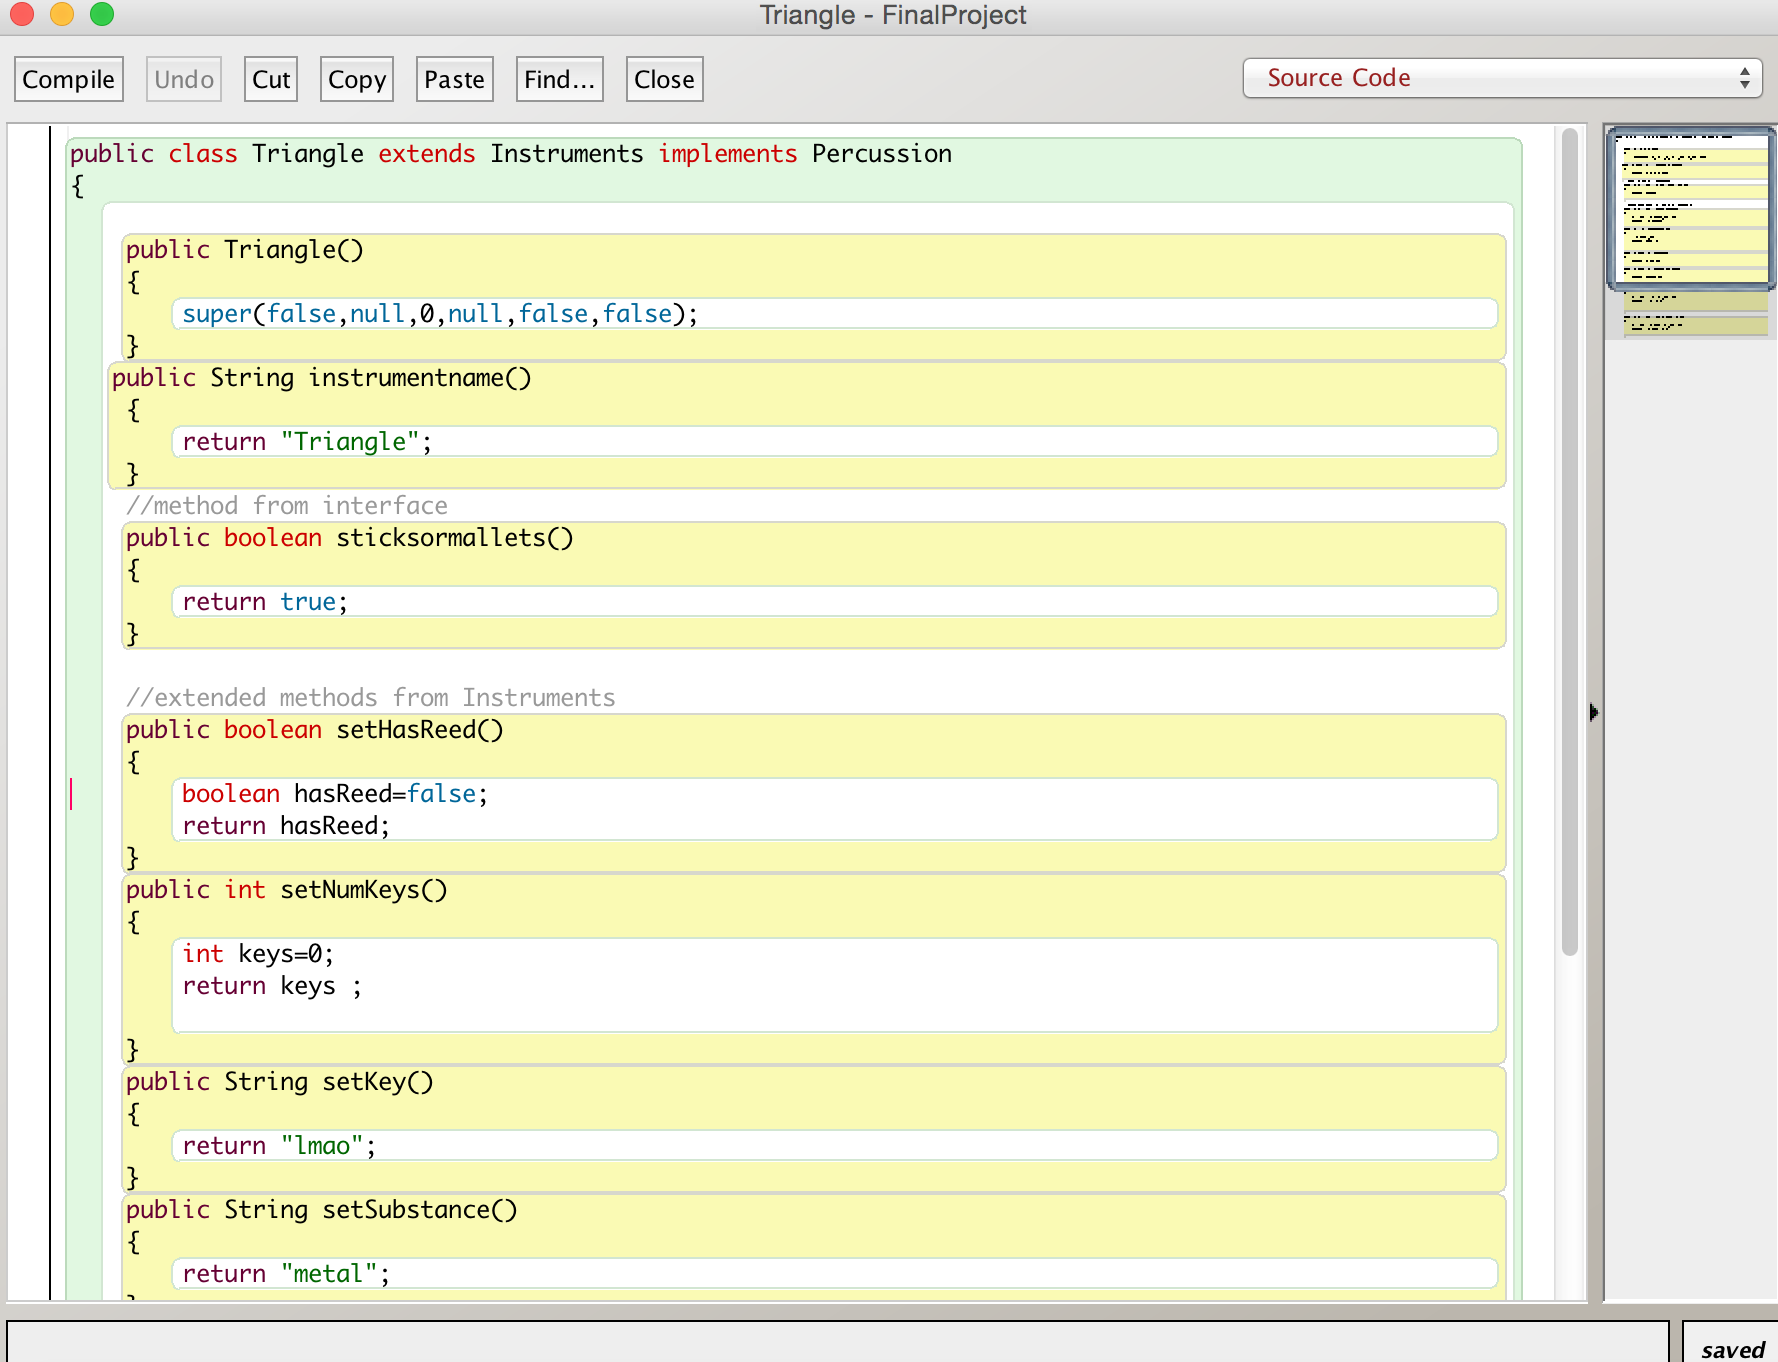 Triangle - FinalProject
Compile Undo Cut Copy Paste Find... Close Source Code
public class Triangle extends Instruments implements Percussion
{
public Triangle()
{
super(false,null,0,null,false,false);
}
public String instrumentname()
{
return "Triangle";
}
//method from interface
public boolean sticksormallets()
{
return true;
}
//extended methods from Instruments
public boolean setHasReed()
{
boolean hasReed=false;
return hasReed;
}
public int setNumKeys()
{
int keys=0;
return keys ;
}
public String setKey()
{
return "lmao";
}
public String setSubstance()
{
return "metal";
saved